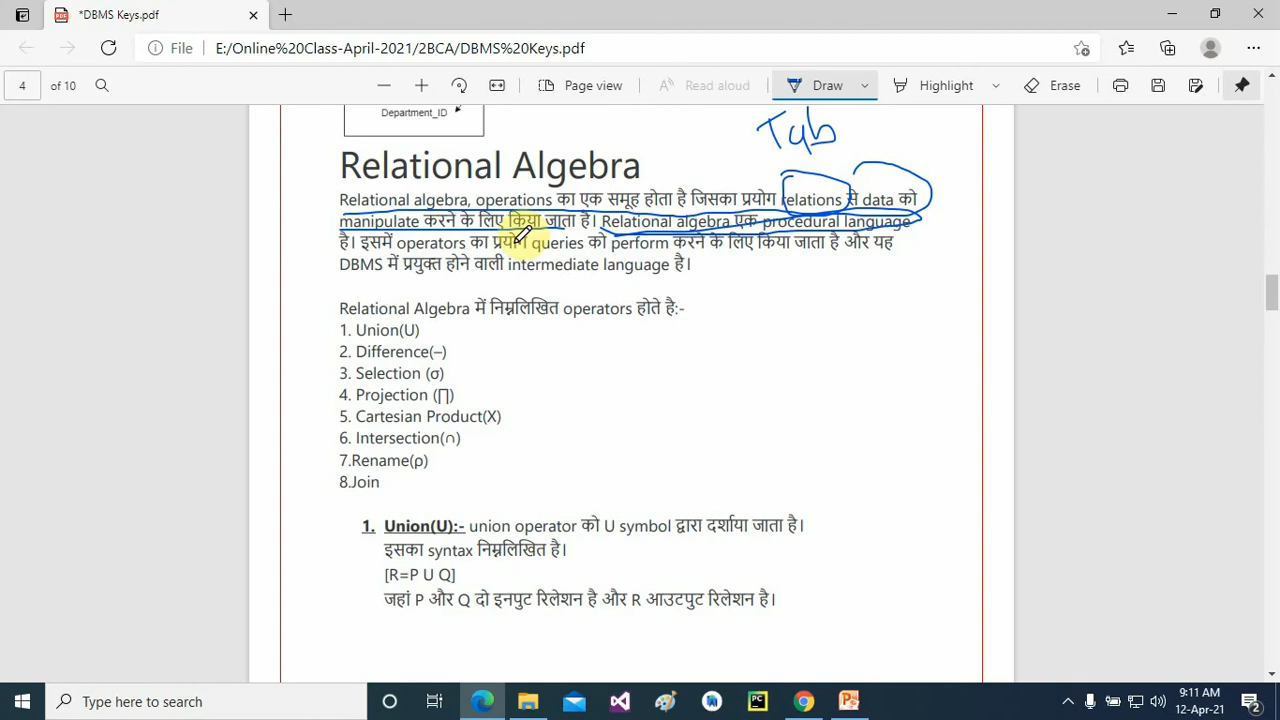 *DBMS Keys.pdf
File
E:/Online%20Class-April-2021/2BCA/DBMS%20Keys.pdf
4 of 10
Page view
Read aloud
Draw
Highlight
Erase
Department_ID
Tab
Relational Algebra
Relational algebra, operations का एक समूह होता है जिसका प्रयोग relations से data को
manipulate करने के लिए किया जाता है। Relational algebra एक procedural language
है। इसमें operators का प्रयोग queries को perform करने के लिए किया जाता है और यह
DBMS में प्रयुक्त होने वाली intermediate language है।
Relational Algebra में निम्नलिखित operators होते है:-
1. Union(U)
2. Difference(–)
3. Selection (σ)
4. Projection (∏)
5. Cartesian Product(X)
6. Intersection(∩)
7.Rename(ρ)
8.Join
1. Union(U):- union operator को U symbol द्वारा दर्शाया जाता है।
इसका syntax निम्नलिखित है।
[R=P U Q]
जहां P और Q दो इनपुट रिलेशन है और R आउटपुट रिलेशन है।
Type here to search
9:11 AM
12-Apr-21
2